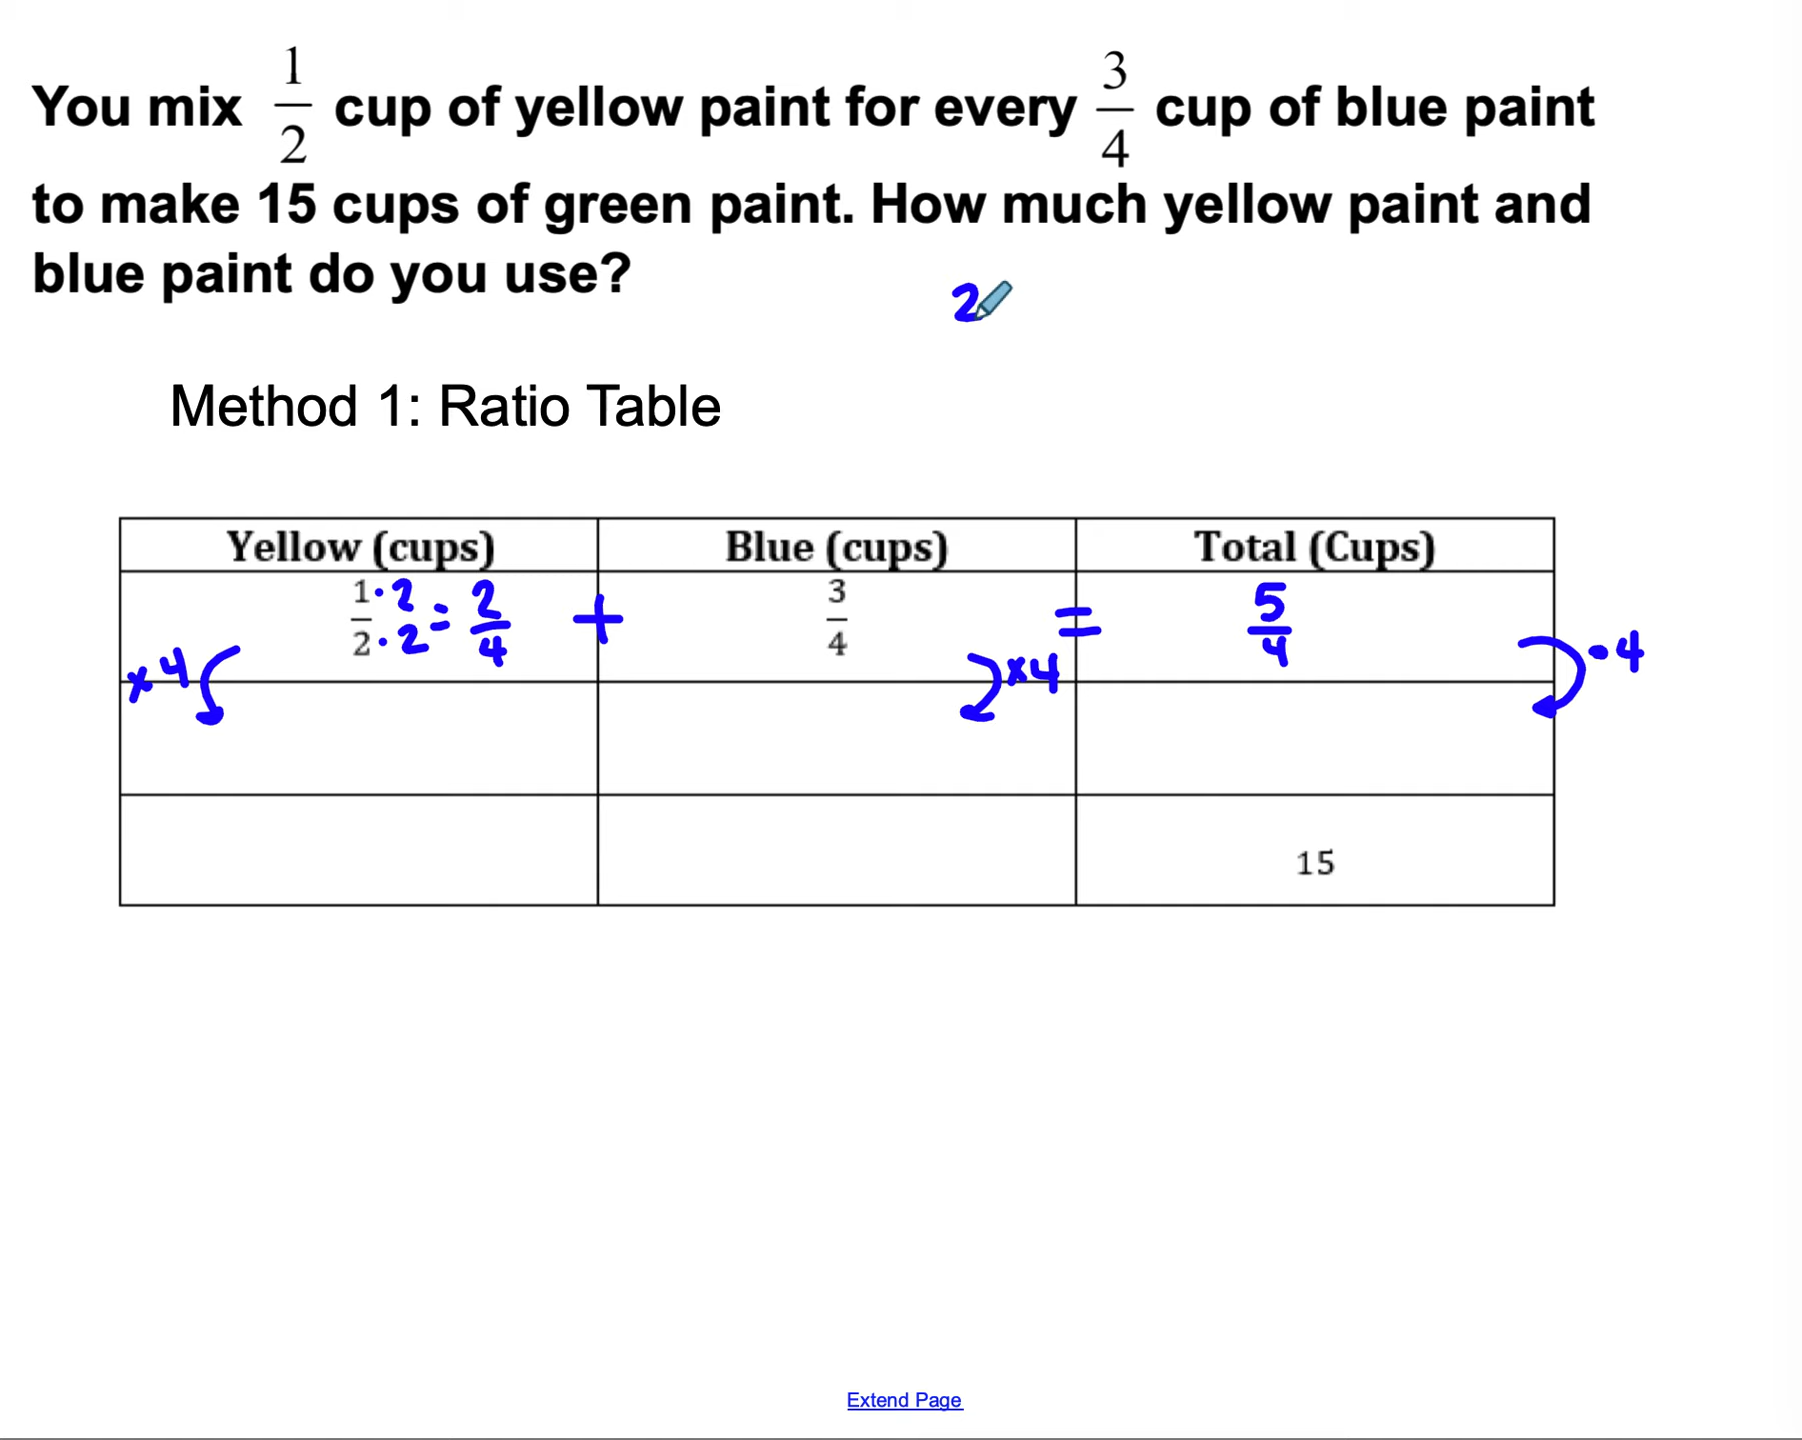 You mix 1/2 cup of yellow paint for every 3/4 cup of blue paint
to make 15 cups of green paint. How much yellow paint and
blue paint do you use?
2
Method 1: Ratio Table
Yellow (cups) Blue (cups) Total (Cups)
1/2 · 2/2 = 2/4 + 3/4 = 5/4
×4 ×4 ·4
15
Extend Page